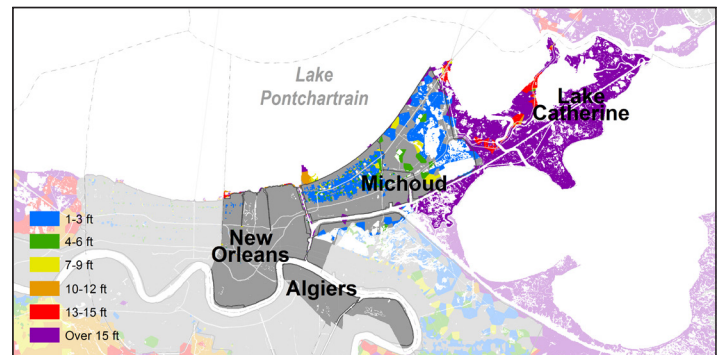 Lake
Pontchartrain
Lake
Catherine
Michoud
New
Orleans
Algiers
1-3 ft
4-6 ft
7-9 ft
10-12 ft
13-15 ft
Over 15 ft